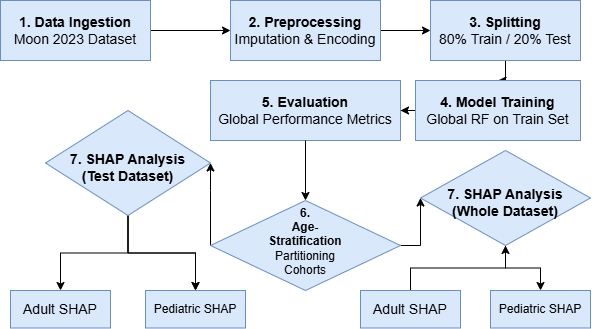 1. Data Ingestion
Moon 2023 Dataset
2. Preprocessing
Imputation & Encoding
3. Splitting
80% Train / 20% Test
4. Model Training
Global RF on Train Set
5. Evaluation
Global Performance Metrics
6.
Age-
Stratification
Partitioning
Cohorts
7. SHAP Analysis
(Test Dataset)
Adult SHAP
Pediatric SHAP
7. SHAP Analysis
(Whole Dataset)
Adult SHAP
Pediatric SHAP